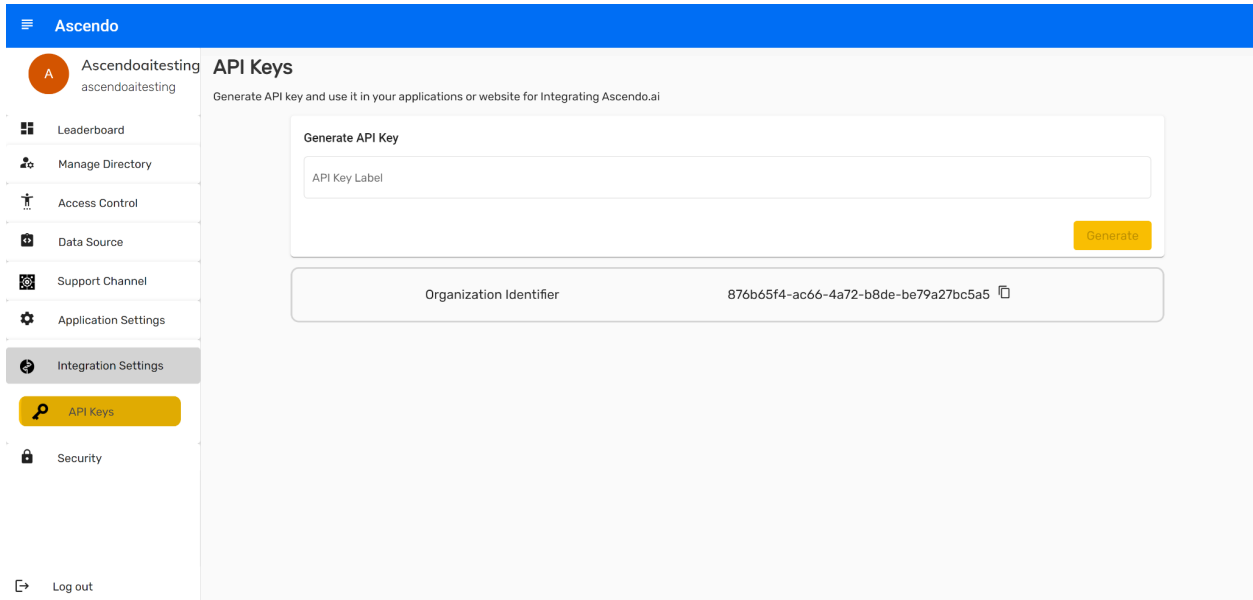 Ascendo
A
Ascendoaitesting
ascendoaitesting
Leaderboard
Manage Directory
Access Control
Data Source
Support Channel
Application Settings
Integration Settings
API Keys
Security
Log out
API Keys
Generate API key and use it in your applications or website for Integrating Ascendo.ai
Generate API Key
API Key Label
Generate
Organization Identifier 876b65f4-ac66-4a72-b8de-be79a27bc5a5